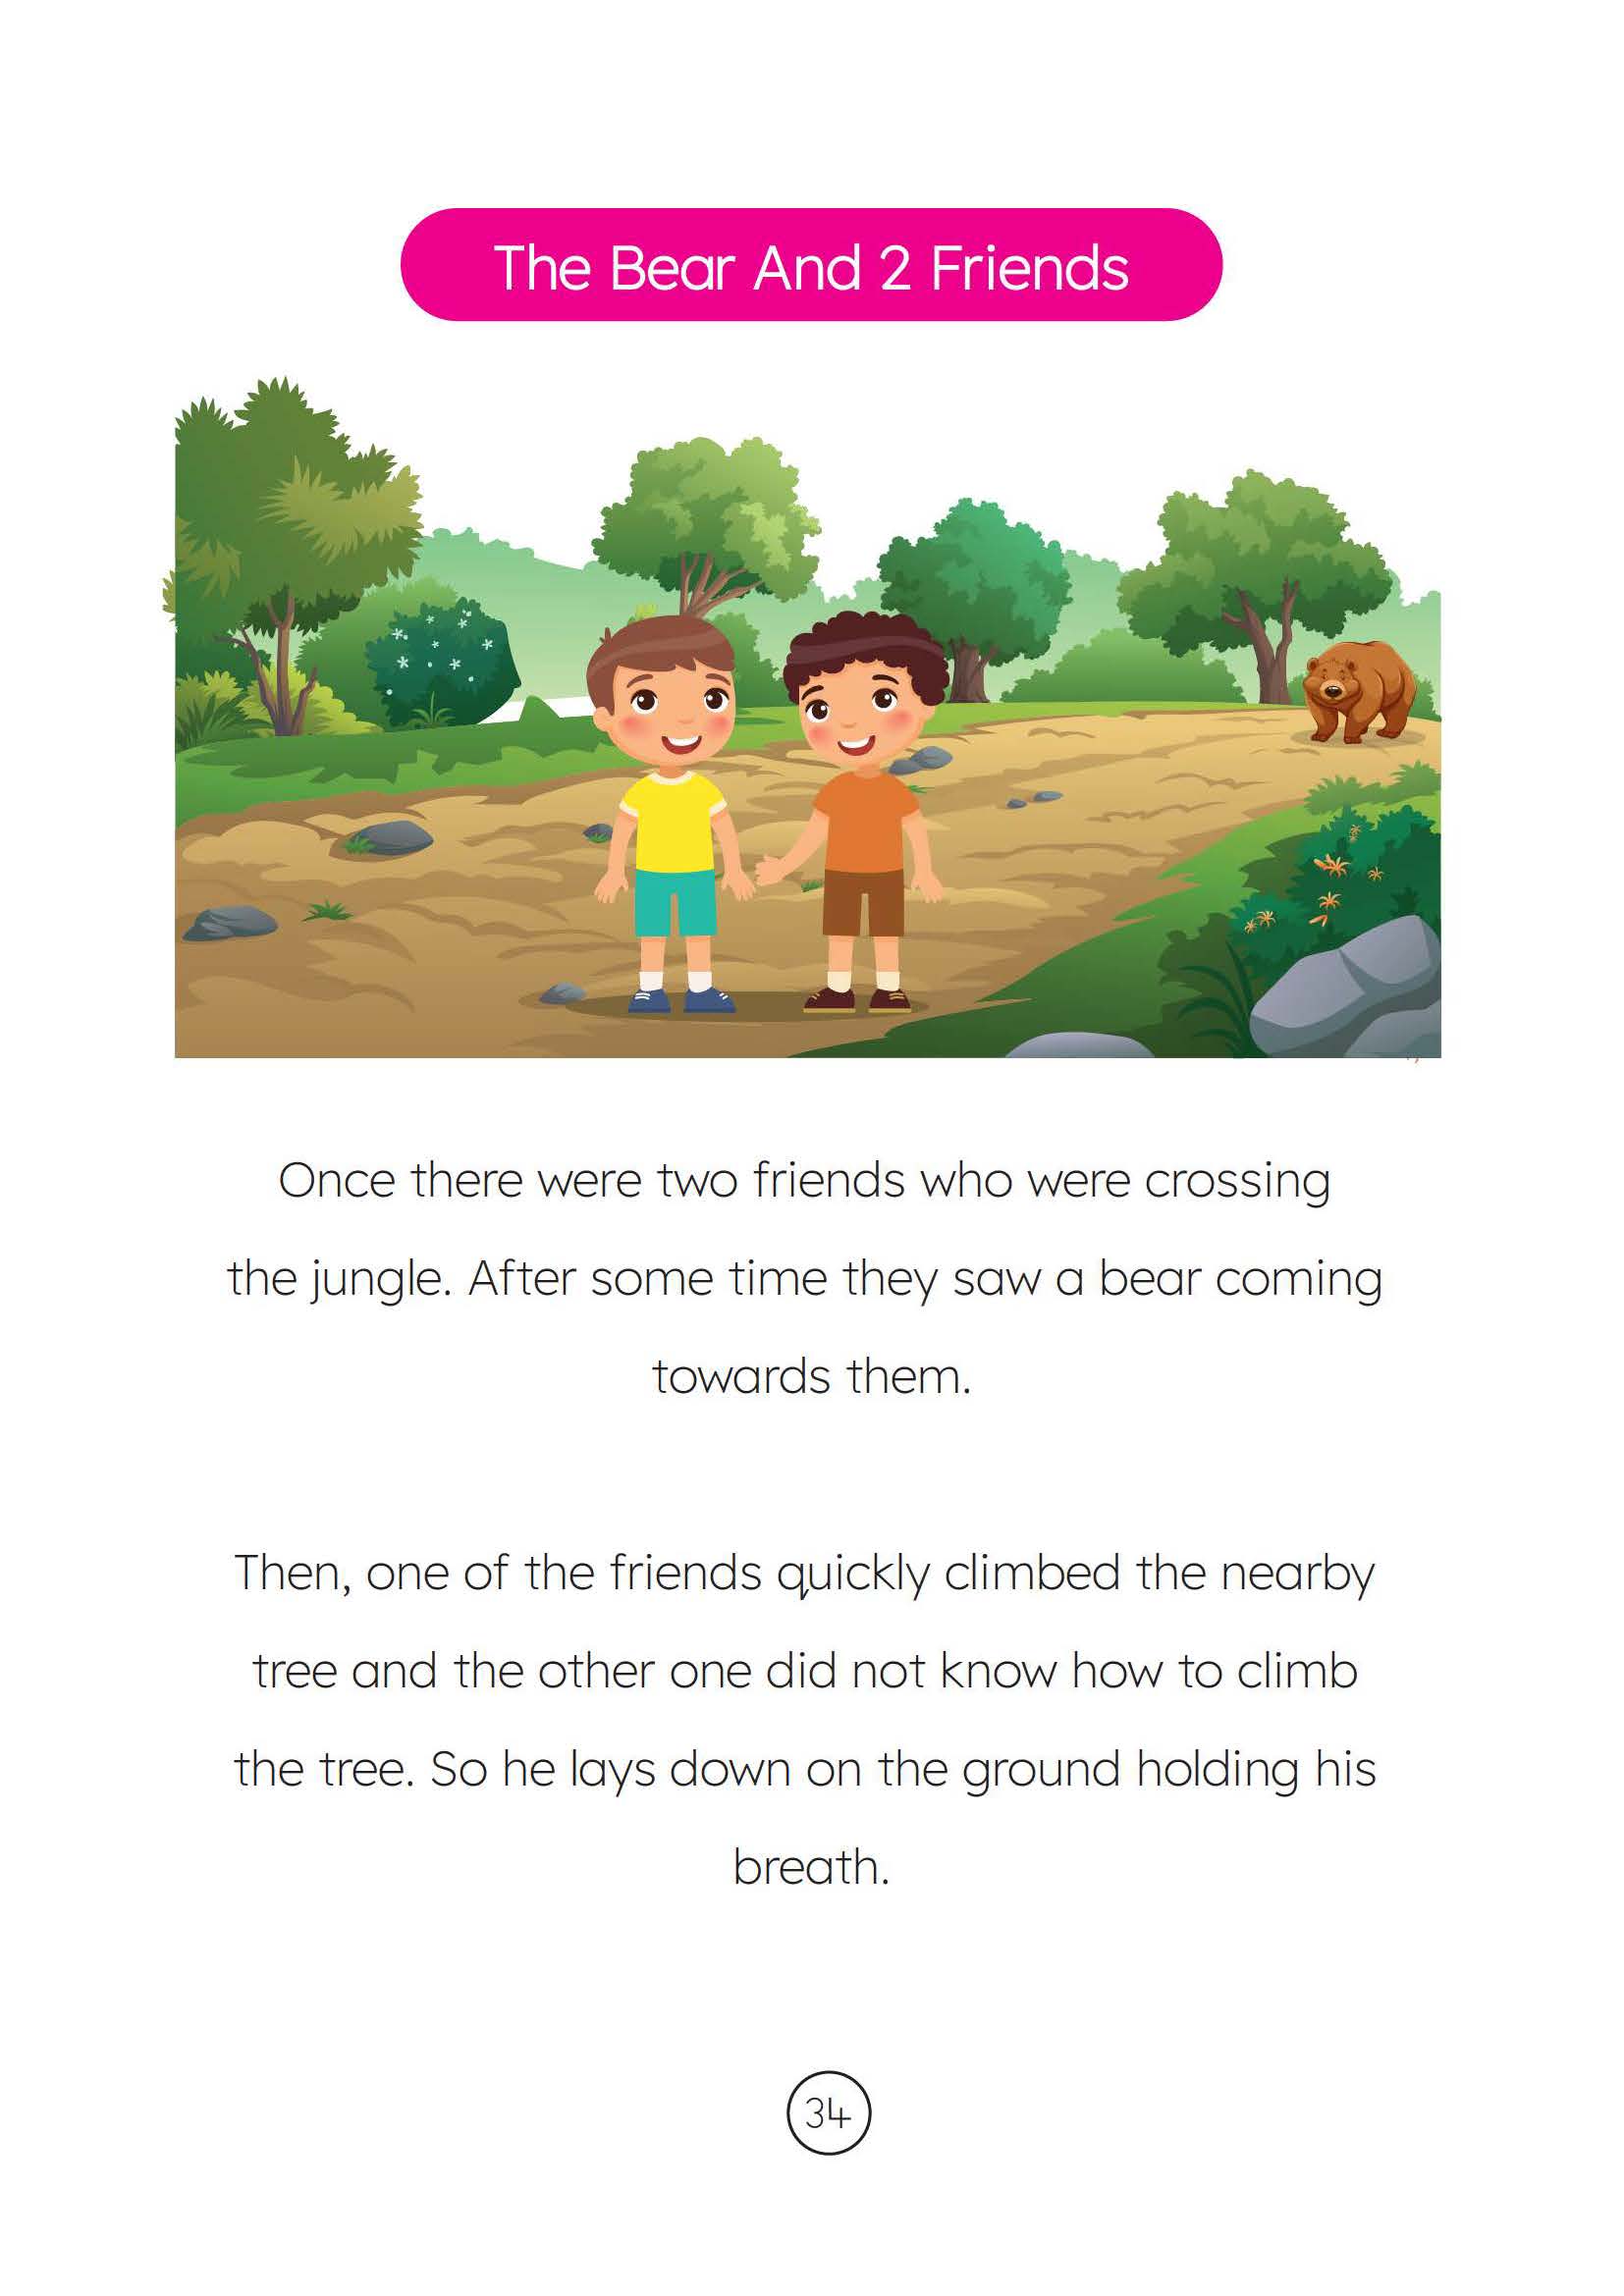 The Bear And 2 Friends
Once there were two friends who were crossing
the jungle. After some time they saw a bear coming
towards them.
Then, one of the friends quickly climbed the nearby
tree and the other one did not know how to climb
the tree. So he lays down on the ground holding his
breath.
34